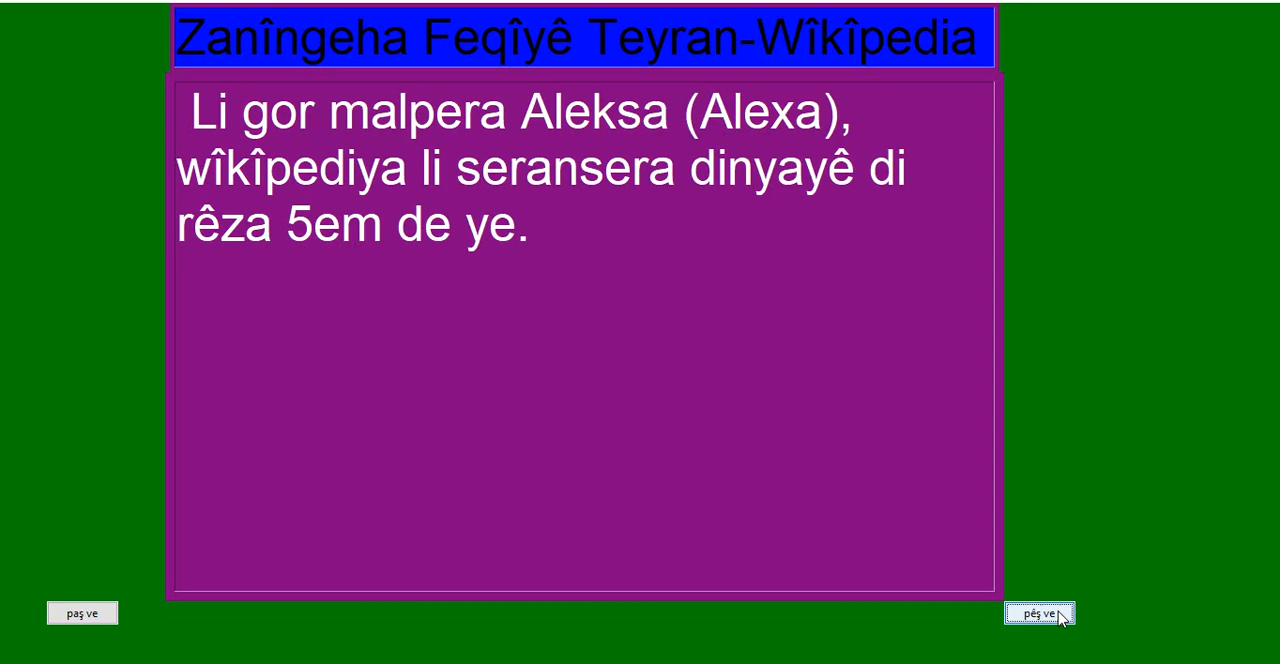 Zanîngeha Feqîyê Teyran-Wîkîpedia
Li gor malpera Aleksa (Alexa),
wîkîpediya li seransera dinyayê di
rêza 5em de ye.
paş ve
pêş ve